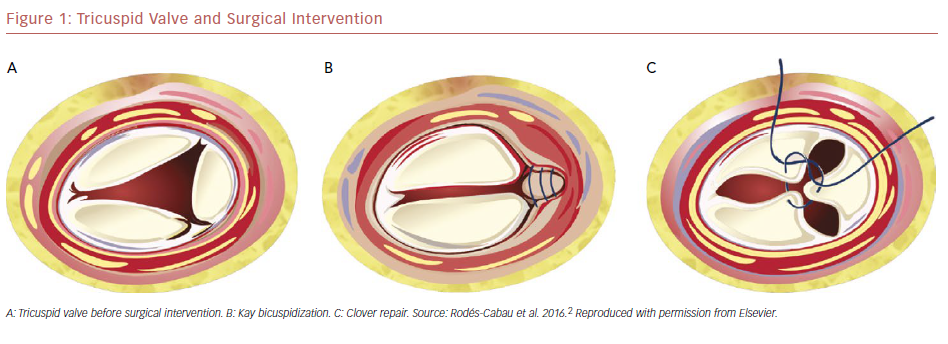 Figure 1: Tricuspid Valve and Surgical Intervention
A
B
C
A: Tricuspid valve before surgical intervention. B: Kay bicuspidization. C: Clover repair. Source: Rodés-Cabau et al. 2016.² Reproduced with permission from Elsevier.